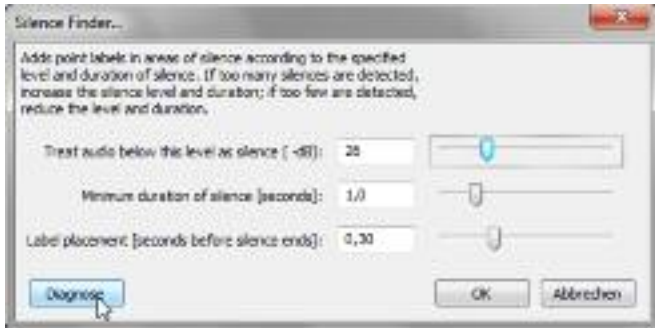 Silence Finder...
Adds point labels in areas of silence according to the specified
level and duration of silence. If too many silences are detected,
increase the silence level and duration; if too few are detected,
reduce the level and duration.
Treat audio below this level as silence [ -dB]: 26
Minimum duration of silence [seconds]: 1,0
Label placement [seconds before silence ends]: 0,30
Diagnose
OK Abbrechen